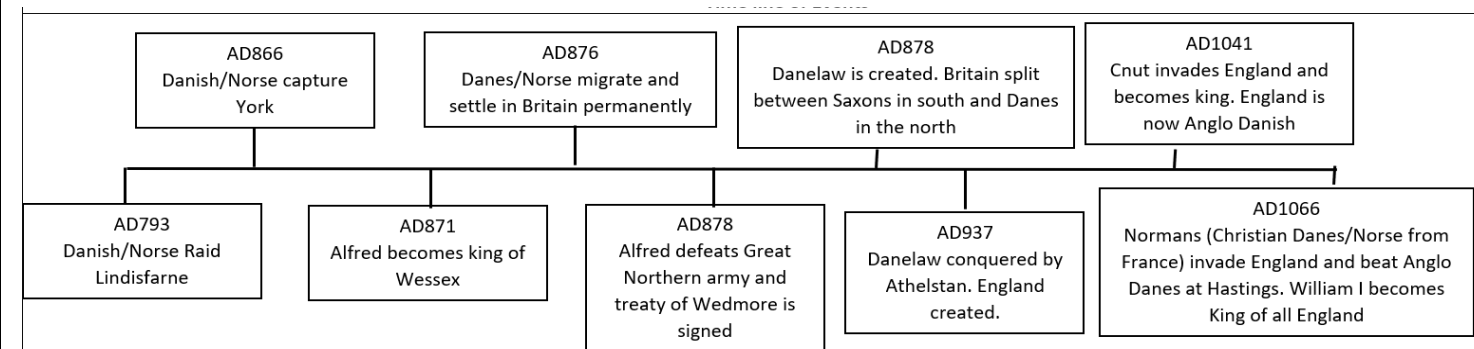 AD866
Danish/Norse capture
York
AD876
Danes/Norse migrate and
settle in Britain permanently
AD878
Danelaw is created. Britain split
between Saxons in south and Danes
in the north
AD1041
Cnut invades England and
becomes king. England is
now Anglo Danish
AD793
Danish/Norse Raid
Lindisfarne
AD871
Alfred becomes king of
Wessex
AD878
Alfred defeats Great
Northern army and
treaty of Wedmore is
signed
AD937
Danelaw conquered by
Athelstan. England
created.
AD1066
Normans (Christian Danes/Norse from
France) invade England and beat Anglo
Danes at Hastings. William I becomes
King of all England